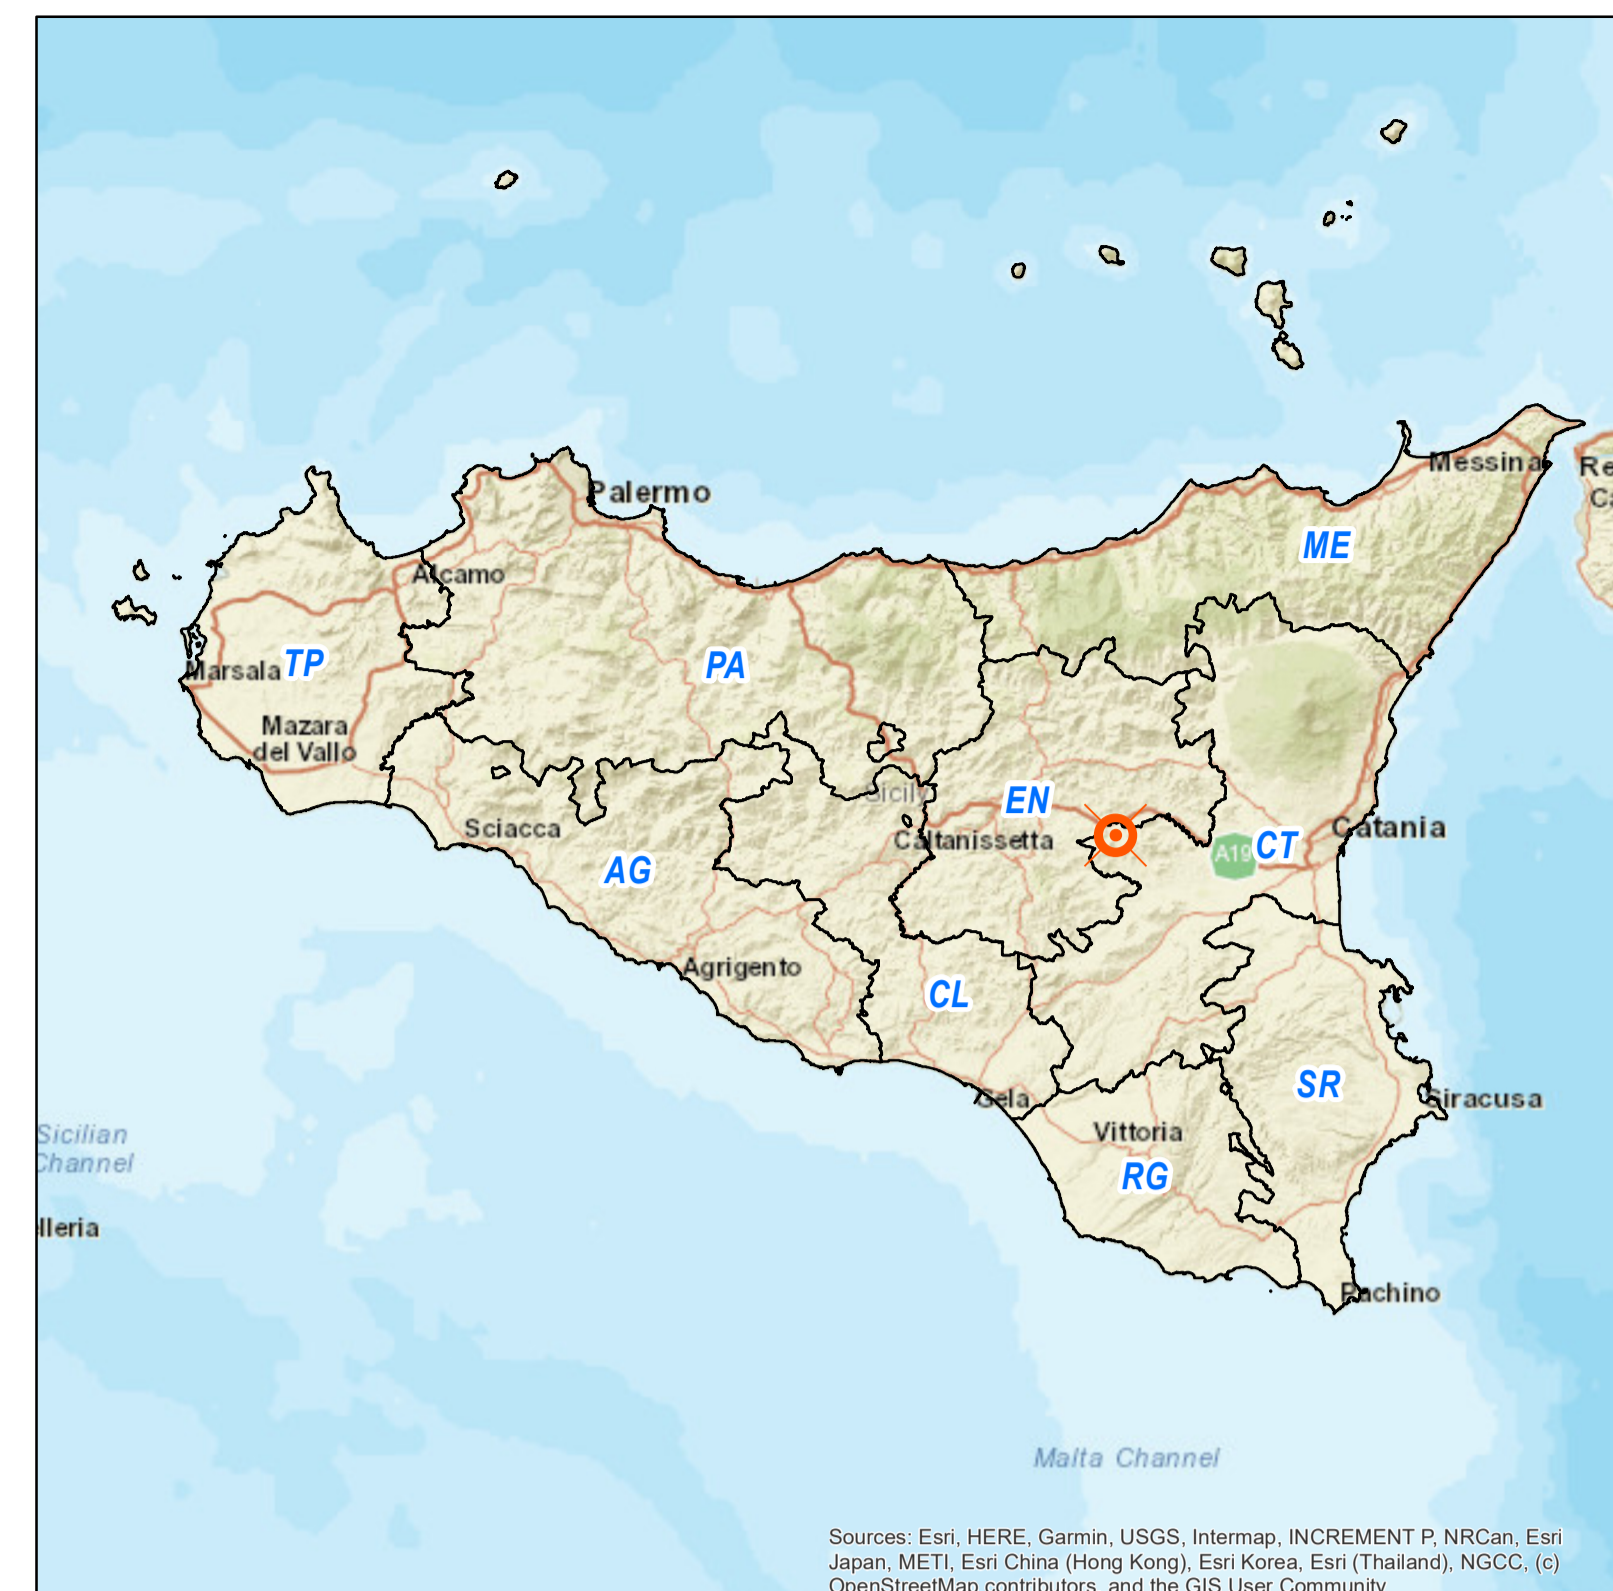 Palermo
Messina
Re
Ca
ME
Alcamo
TP
Marsala
PA
Mazara
del Vallo
Sicily
EN
Sciacca
Caltanissetta
A19
CT
Catania
AG
Agrigento
CL
SR
Gela
Siracusa
Vittoria
Sicilian
Channel
RG
lleria
Pachino
Malta Channel
Sources: Esri, HERE, Garmin, USGS, Intermap, INCREMENT P, NRCan, Esri
Japan, METI, Esri China (Hong Kong), Esri Korea, Esri (Thailand), NGCC, (c)
OpenStreetMap contributors, and the GIS User Community